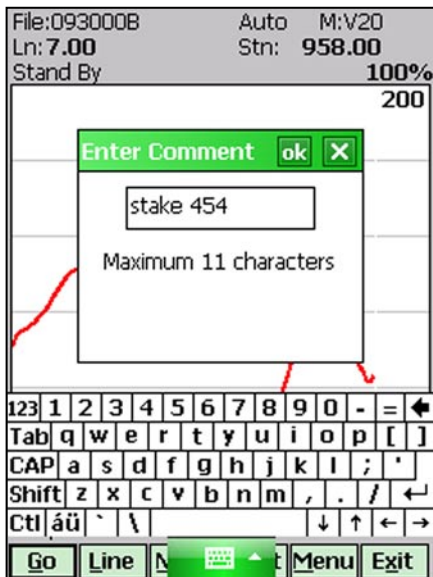 File:093000B Auto M:V20
Ln: 7.00 Stn: 958.00
Stand By 100%
200
Enter Comment ok X
stake 454
Maximum 11 characters
123 1 2 3 4 5 6 7 8 9 0 - = 🡸
Tab q w e r t y u i o p [ ]
CAP a s d f g h j k l ; '
Shift z x c v b n m , . / ↵
Ctl áü ` \ ↓ ↑ ← →
Go Line Menu Exit